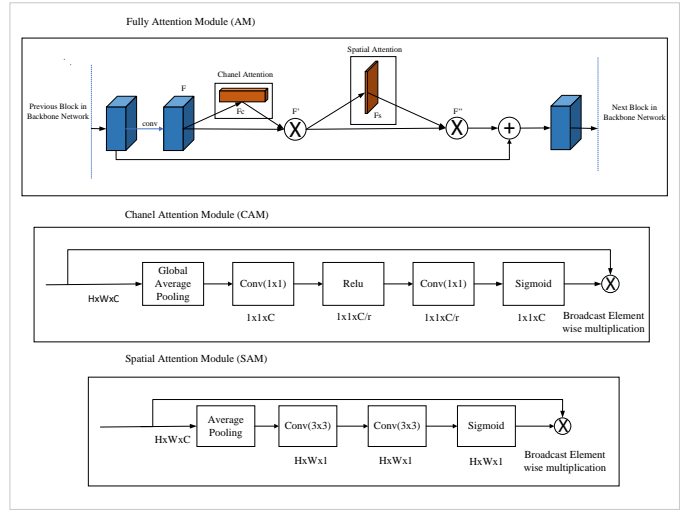 Fully Attention Module (AM)
Spatial Attention
Chanel Attention
F
Previous Block in
Backbone Network
conv
Fc
F'
X
Fs
F''
X
+
Next Block in
Backbone Network
Chanel Attention Module (CAM)
HxWxC
Global
Average
Pooling
Conv(1x1)
Relu
Conv(1x1)
Sigmoid
X
1x1xC
1x1xC/r
1x1xC/r
1x1xC
Broadcast Element
wise multiplication
Spatial Attention Module (SAM)
HxWxC
Average
Pooling
Conv(3x3)
Conv(3x3)
Sigmoid
X
HxWx1
HxWx1
HxWx1
Broadcast Element
wise multiplication